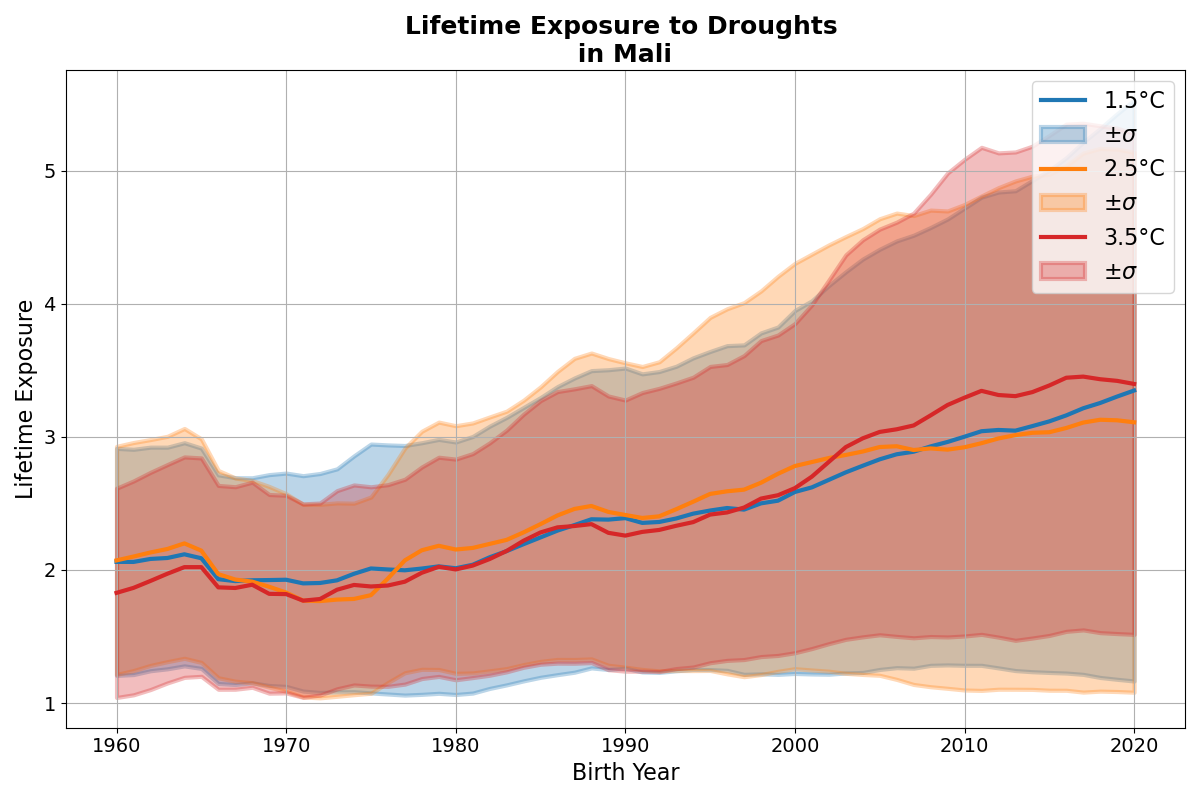 Lifetime Exposure to Droughts
in Mali
1.5°C
±σ
2.5°C
±σ
3.5°C
±σ
Lifetime Exposure
5
4
3
2
1
1960 1970 1980 1990 2000 2010 2020
Birth Year